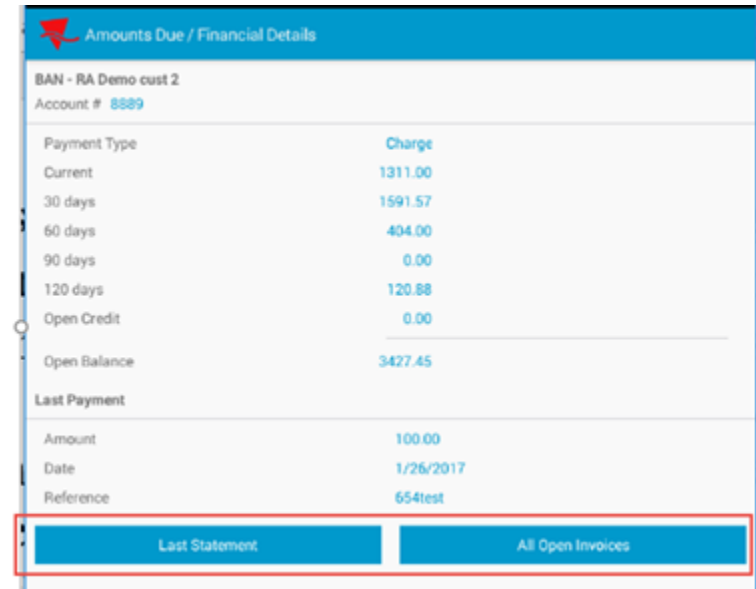 Amounts Due / Financial Details
BAN - RA Demo cust 2
Account # 8889
Payment Type Charge
Current 1311.00
30 days 1591.57
60 days 404.00
90 days 0.00
120 days 120.88
Open Credit 0.00
Open Balance 3427.45
Last Payment
Amount 100.00
Date 1/26/2017
Reference 654test
Last Statement All Open Invoices